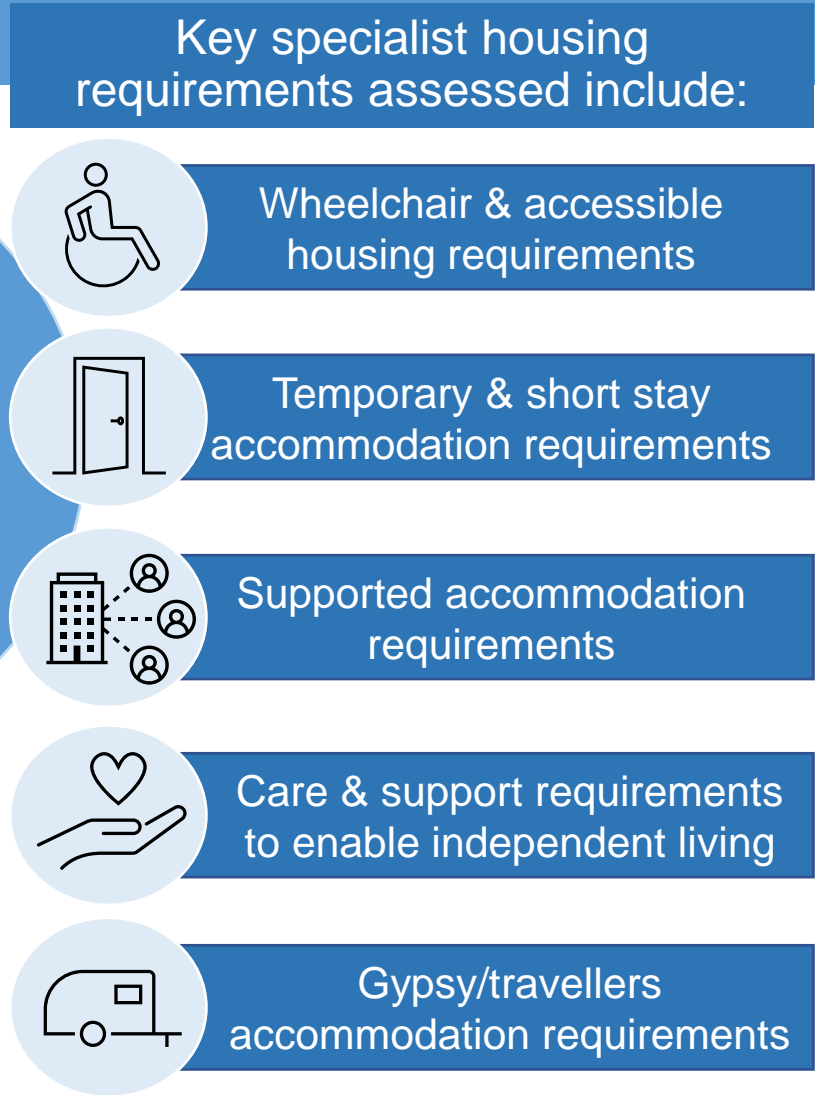 Key specialist housing
requirements assessed include:
Wheelchair & accessible
housing requirements
Temporary & short stay
accommodation requirements
Supported accommodation
requirements
Care & support requirements
to enable independent living
Gypsy/travellers
accommodation requirements